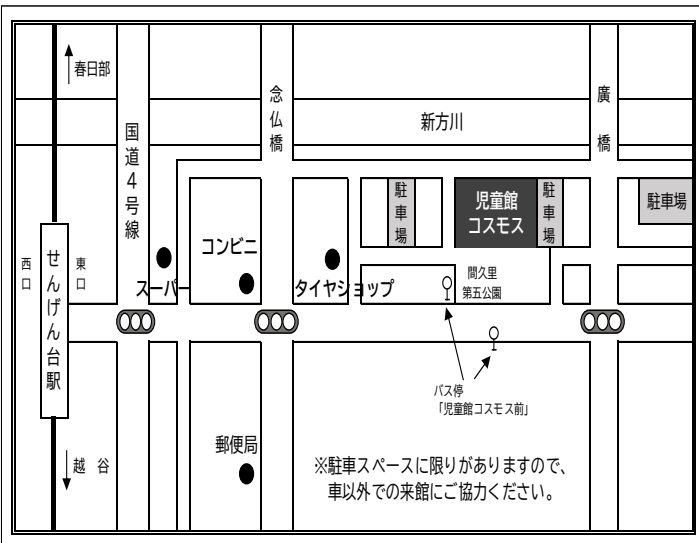 春日部
国道4号線
念仏橋
新方川
廣橋
駐車場
児童館
コスモス
駐車場
駐車場
西口
せんげん台駅
東口
コンビニ
スーパー
タイヤショップ
間久里
第五公園
バス停
「児童館コスモス前」
越谷
郵便局
※駐車スペースに限りがありますので、
車以外での来館にご協力ください。